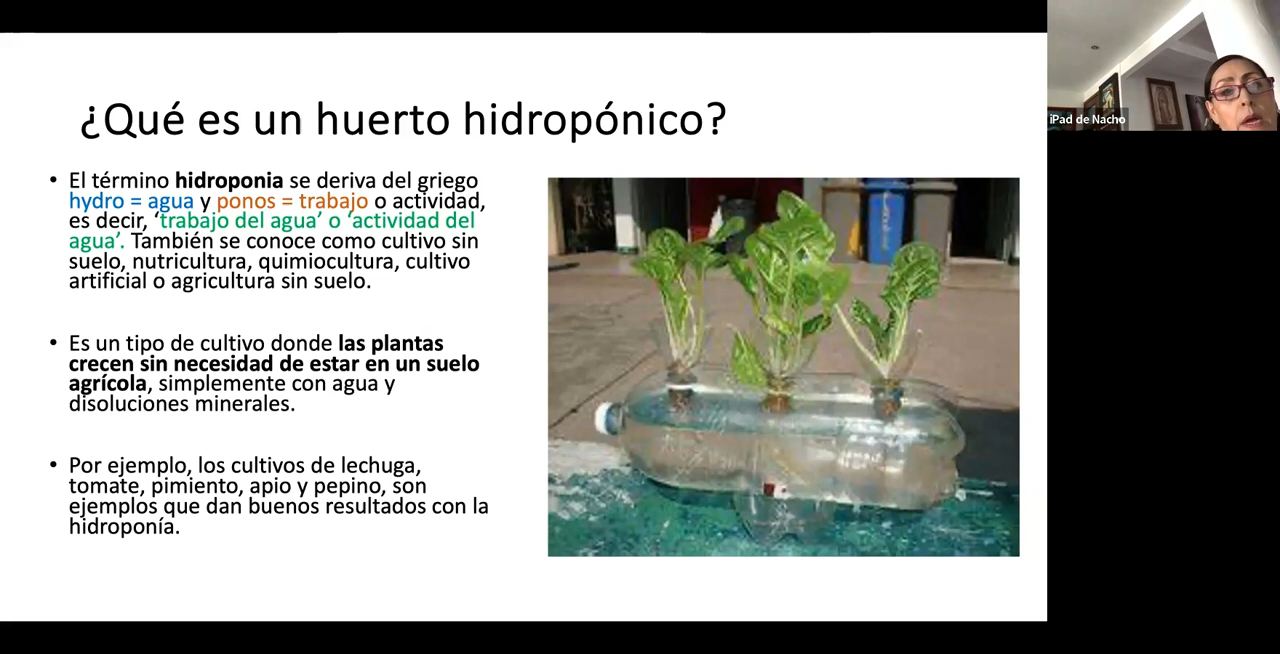 ¿Qué es un huerto hidropónico?
• El término hidroponia se deriva del griego
hydro = agua y ponos = trabajo o actividad,
es decir, ‘trabajo del agua’ o ‘actividad del
agua’. También se conoce como cultivo sin
suelo, nutricultura, quimiocultura, cultivo
artificial o agricultura sin suelo.
• Es un tipo de cultivo donde las plantas
crecen sin necesidad de estar en un suelo
agrícola, simplemente con agua y
disoluciones minerales.
• Por ejemplo, los cultivos de lechuga,
tomate, pimiento, apio y pepino, son
ejemplos que dan buenos resultados con la
hidroponía.
iPad de Nacho